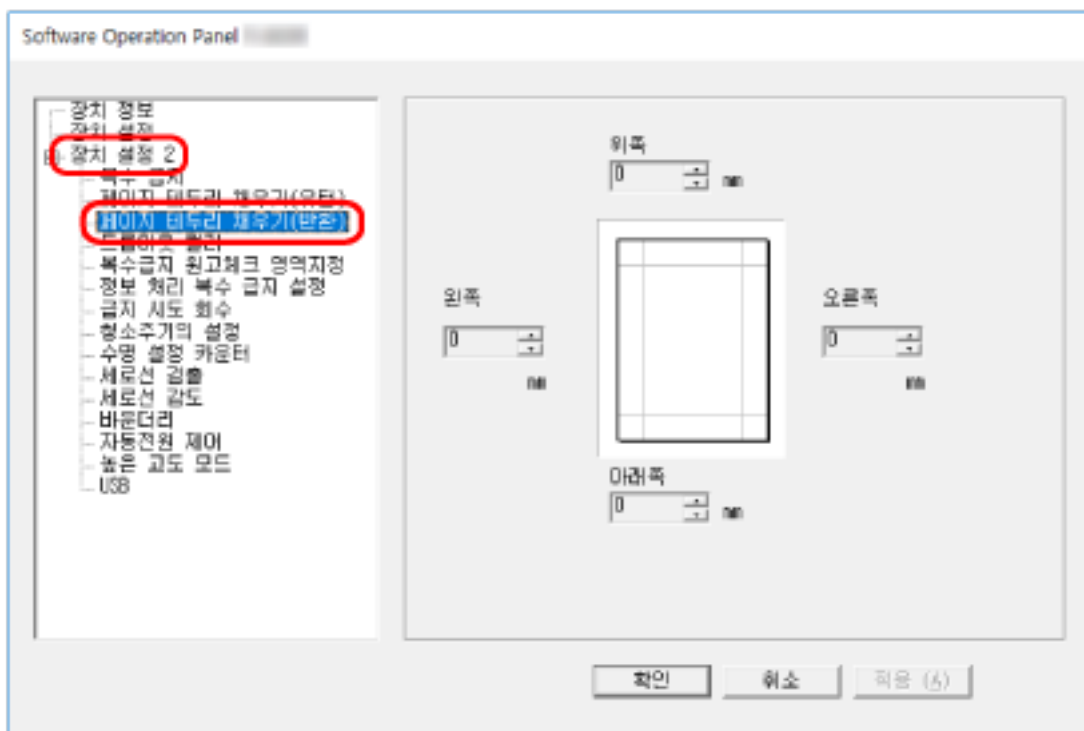 Software Operation Panel
장치 정보
장치 설정
장치 설정 2
복수 급지
페이지 테두리 채우기(유턴)
페이지 테두리 채우기(반환)
드롭아웃 컬러
복수급지 원고체크 영역지정
정보 처리 복수 급지 설정
급지 시도 회수
청소주기의 설정
수명 설정 카운터
세로선 검출
세로선 감도
바운더리
자동전원 제어
높은 고도 모드
USB
위쪽
0 mm
왼쪽
0
mm
오른쪽
0
mm
아래쪽
0 mm
확인 취소 적용 (A)